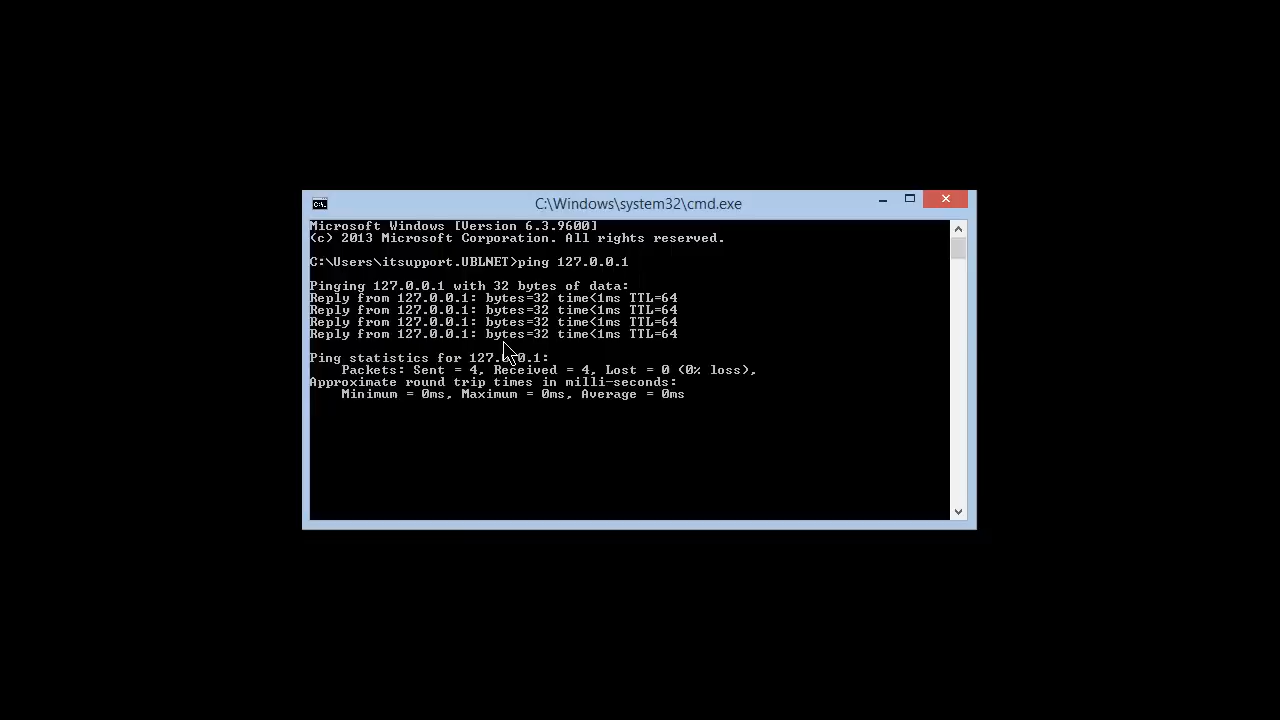 C:\Windows\system32\cmd.exe
Microsoft Windows [Version 6.3.9600]
(c) 2013 Microsoft Corporation. All rights reserved.
C:\Users\itsupport.UBLNET>ping 127.0.0.1
Pinging 127.0.0.1 with 32 bytes of data:
Reply from 127.0.0.1: bytes=32 time<1ms TTL=64
Reply from 127.0.0.1: bytes=32 time<1ms TTL=64
Reply from 127.0.0.1: bytes=32 time<1ms TTL=64
Reply from 127.0.0.1: bytes=32 time<1ms TTL=64
Ping statistics for 127.0.0.1:
Packets: Sent = 4, Received = 4, Lost = 0 (0% loss),
Approximate round trip times in milli-seconds:
Minimum = 0ms, Maximum = 0ms, Average = 0ms